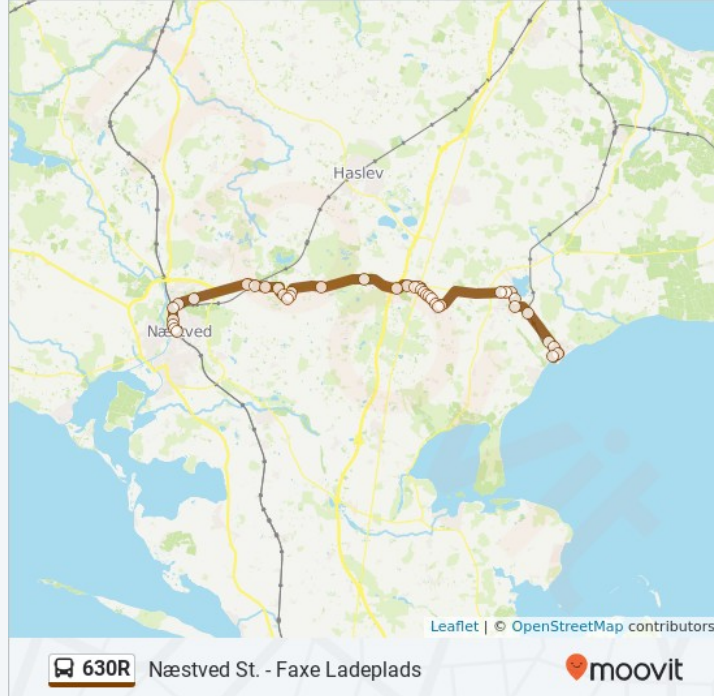 Haslev
Næstved
Leaflet | © OpenStreetMap contributors
630R Næstved St. - Faxe Ladeplads
moovit